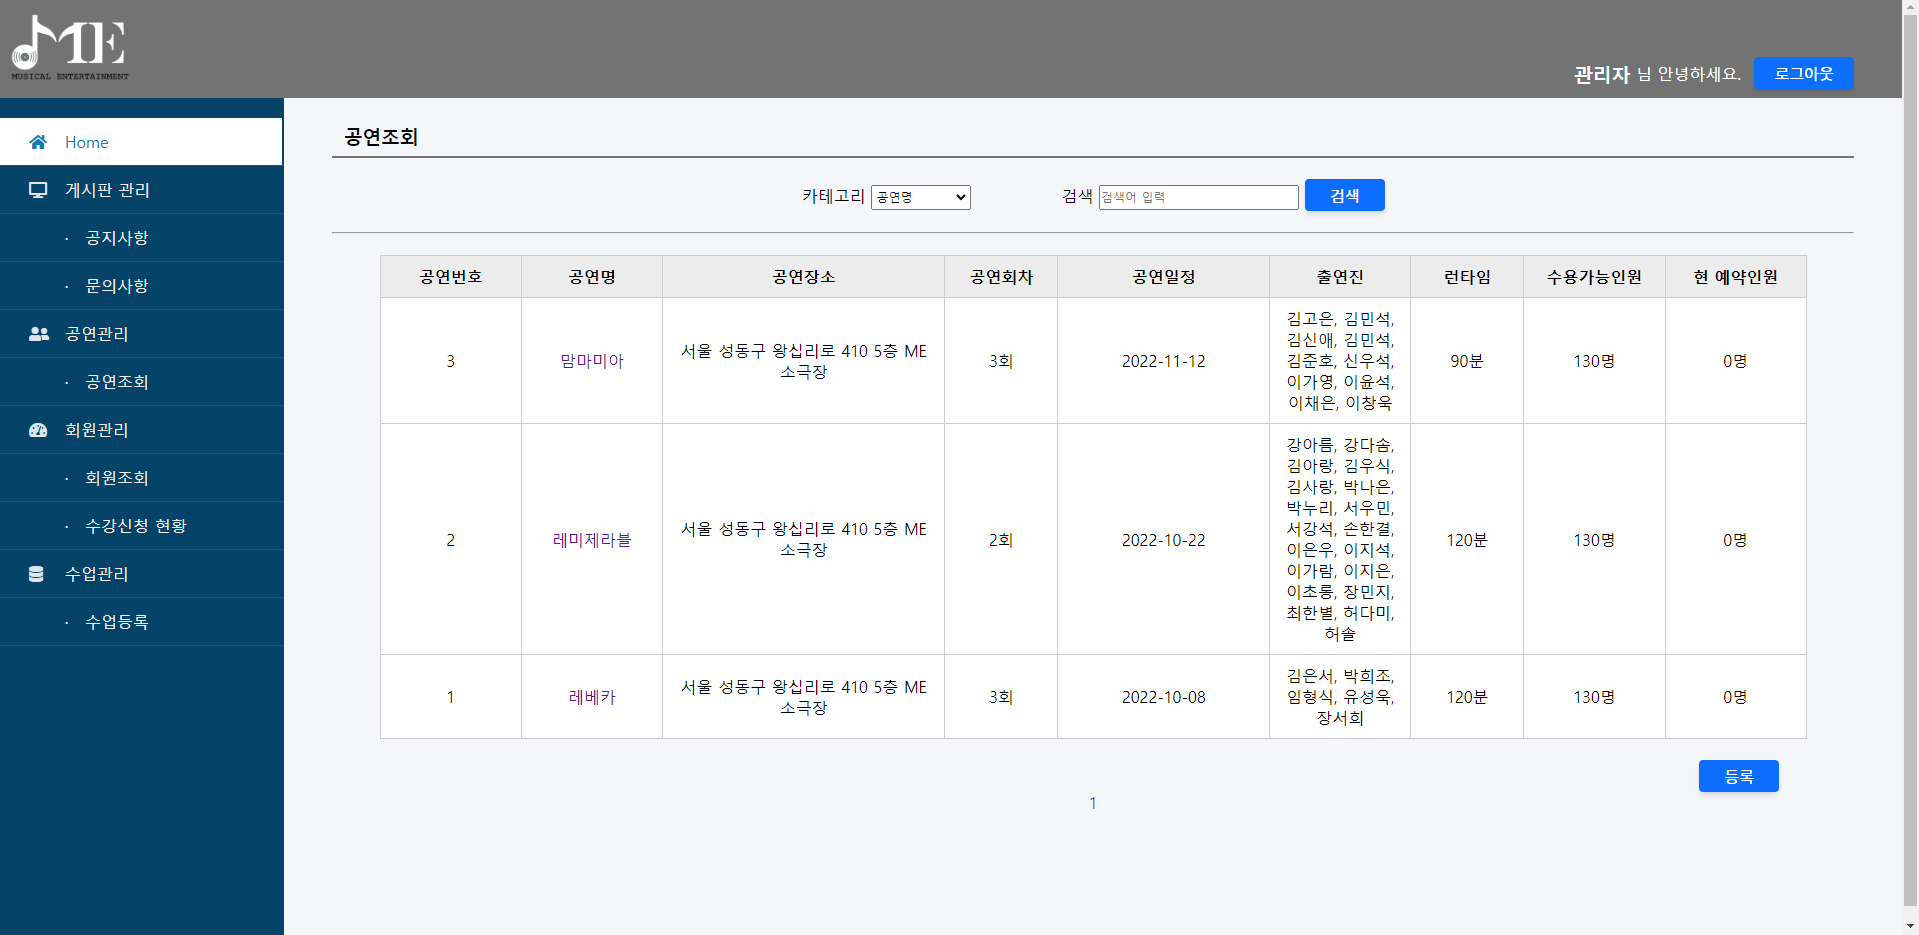 ME
MUSICAL ENTERTAINMENT
관리자 님 안녕하세요. 로그아웃
Home
게시판 관리
· 공지사항
· 문의사항
공연관리
· 공연조회
회원관리
· 회원조회
· 수강신청 현황
수업관리
· 수업등록
공연조회
카테고리 공연명 검색 검색어 입력 검색
공연번호 공연명 공연장소 공연회차 공연일정 출연진 런타임 수용가능인원 현 예약인원
3 맘마미아 서울 성동구 왕십리로 410 5층 ME
소극장 3회 2022-11-12 김고은, 김민석,
김신애, 김민석,
김준호, 신우석,
이가영, 이윤석,
이채은, 이창욱 90분 130명 0명
2 레미제라블 서울 성동구 왕십리로 410 5층 ME
소극장 2회 2022-10-22 강아름, 강다솜,
김아랑, 김우식,
김사랑, 박나은,
박누리, 서우민,
서강석, 손한결,
이은우, 이지석,
이가람, 이지은,
이초롱, 장민지,
최한별, 허다미,
허솔 120분 130명 0명
1 레베카 서울 성동구 왕십리로 410 5층 ME
소극장 3회 2022-10-08 김은서, 박희조,
임형식, 유성욱,
장서희 120분 130명 0명
등록
1